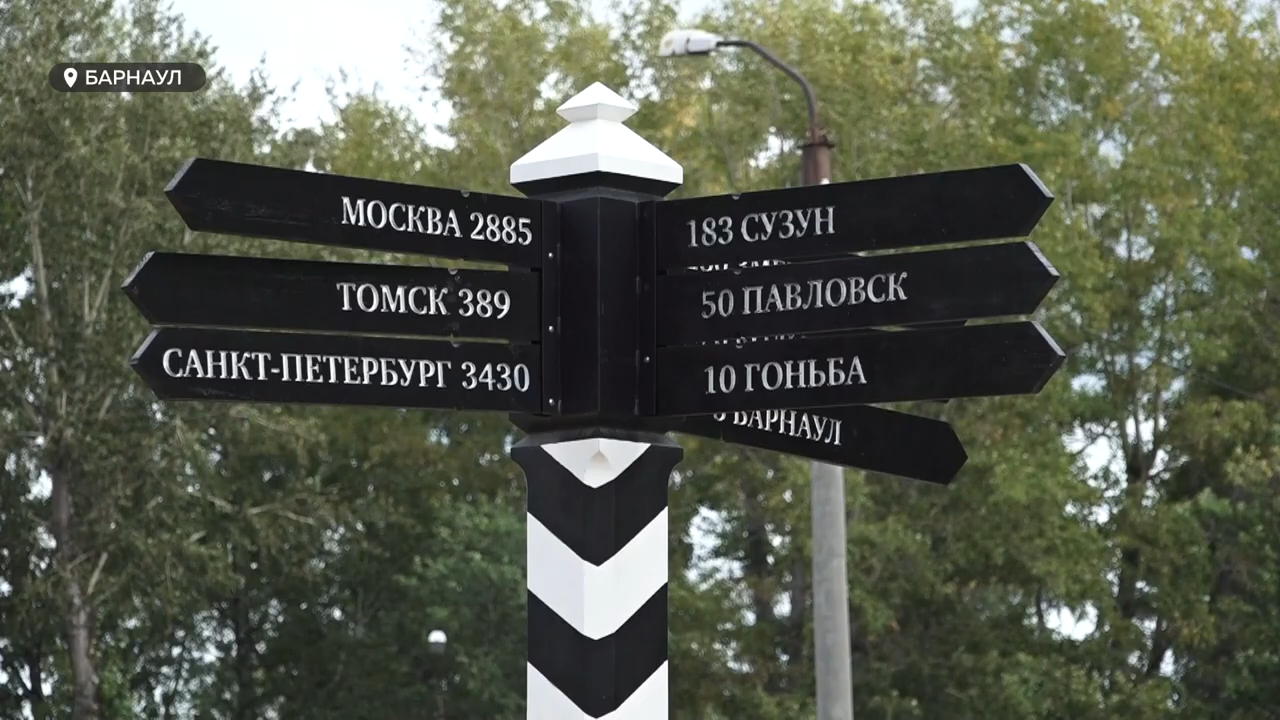 БАРНАУЛ
МОСКВА 2885
ТОМСК 389
САНКТ-ПЕТЕРБУРГ 3430
183 СУЗУН
50 ПАВЛОВСК
10 ГОНЬБА
БАРНАУЛ